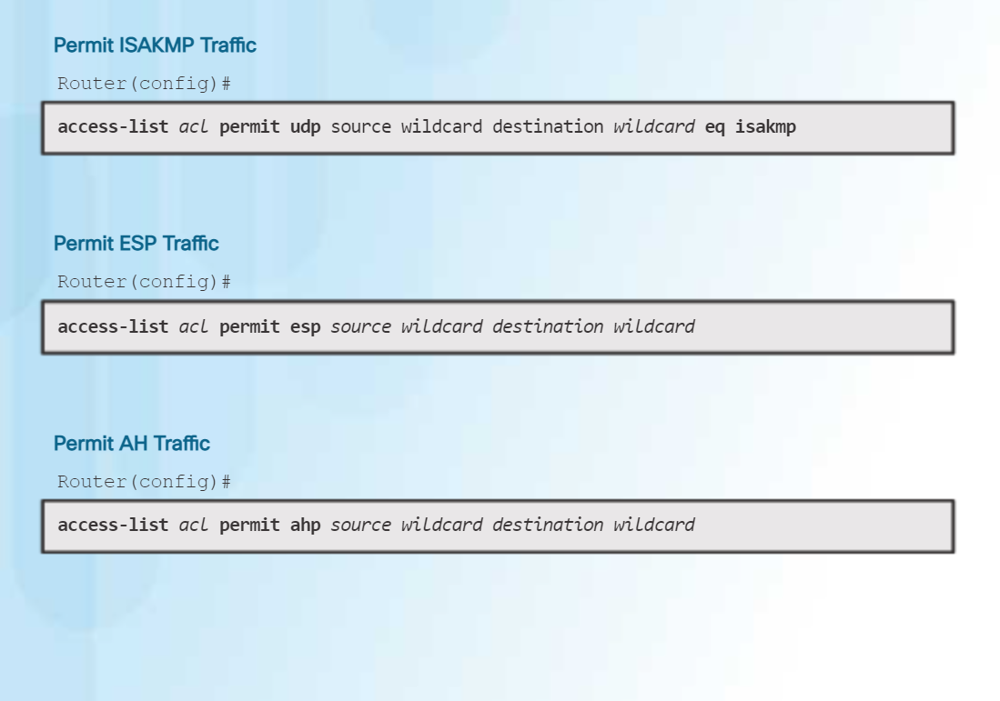 Permit ISAKMP Traffic
Router(config)#
access-list acl permit udp source wildcard destination wildcard eq isakmp
Permit ESP Traffic
Router(config)#
access-list acl permit esp source wildcard destination wildcard
Permit AH Traffic
Router(config)#
access-list acl permit ahp source wildcard destination wildcard